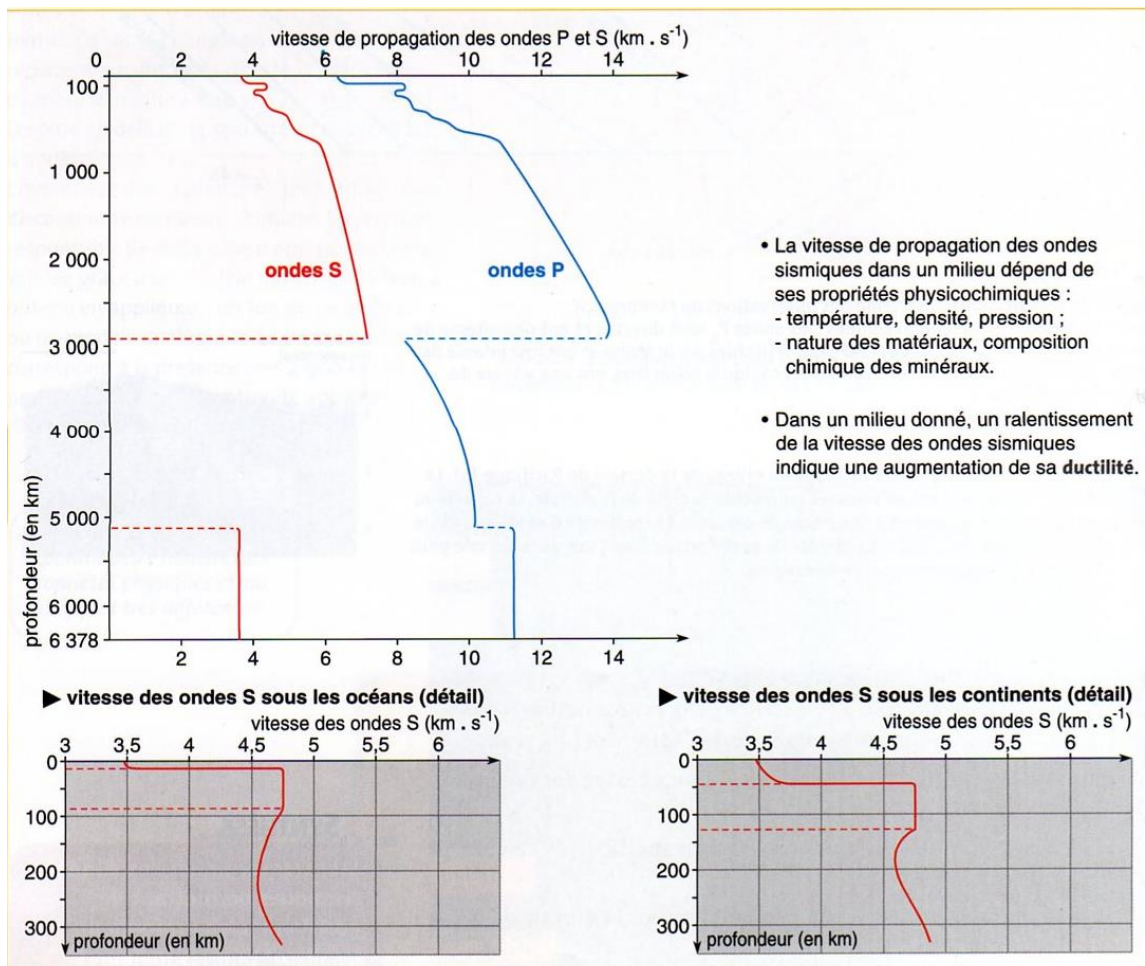 vitesse de propagation des ondes P et S (km . s-1)
0 2 4 6 8 10 12 14
100
1 000
2 000
3 000
4 000
5 000
6 000
6 378
profondeur (en km)
ondes S
ondes P
2 4 6 8 10 12 14
• La vitesse de propagation des ondes
sismiques dans un milieu dépend de
ses propriétés physicochimiques :
- température, densité, pression ;
- nature des matériaux, composition
chimique des minéraux.
• Dans un milieu donné, un ralentissement
de la vitesse des ondes sismiques
indique une augmentation de sa ductilité.
► vitesse des ondes S sous les océans (détail)
vitesse des ondes S (km . s-1)
3 3,5 4 4,5 5 5,5 6
0
100
200
300
profondeur (en km)
► vitesse des ondes S sous les continents (détail)
vitesse des ondes S (km . s-1)
3 3,5 4 4,5 5 5,5 6
0
100
200
300
profondeur (en km)